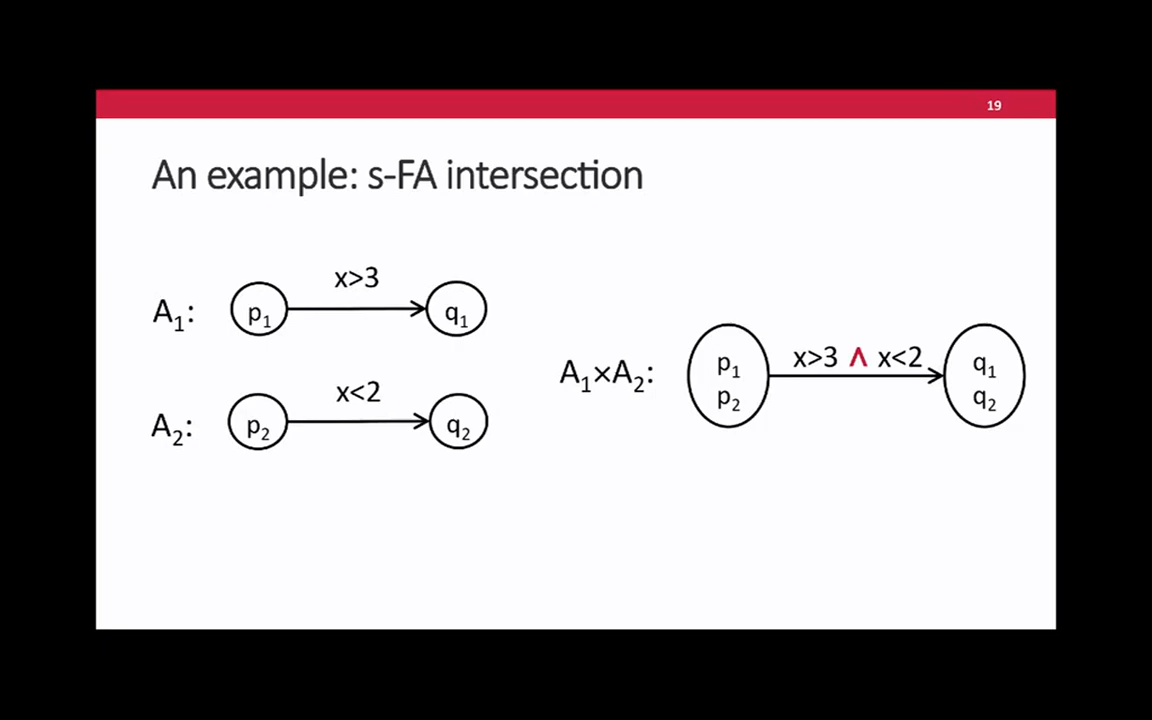 19
An example: s-FA intersection
x>3
A₁: p₁ q₁
x<2
A₂: p₂ q₂
x>3 ∧ x<2
A₁×A₂: p₁ q₁
p₂ q₂